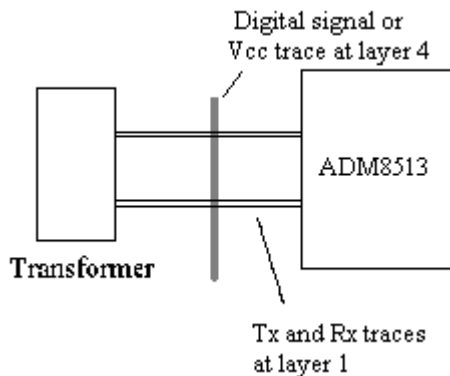 Digital signal or
Vcc trace at layer 4
ADM8513
Transformer
Tx and Rx traces
at layer 1